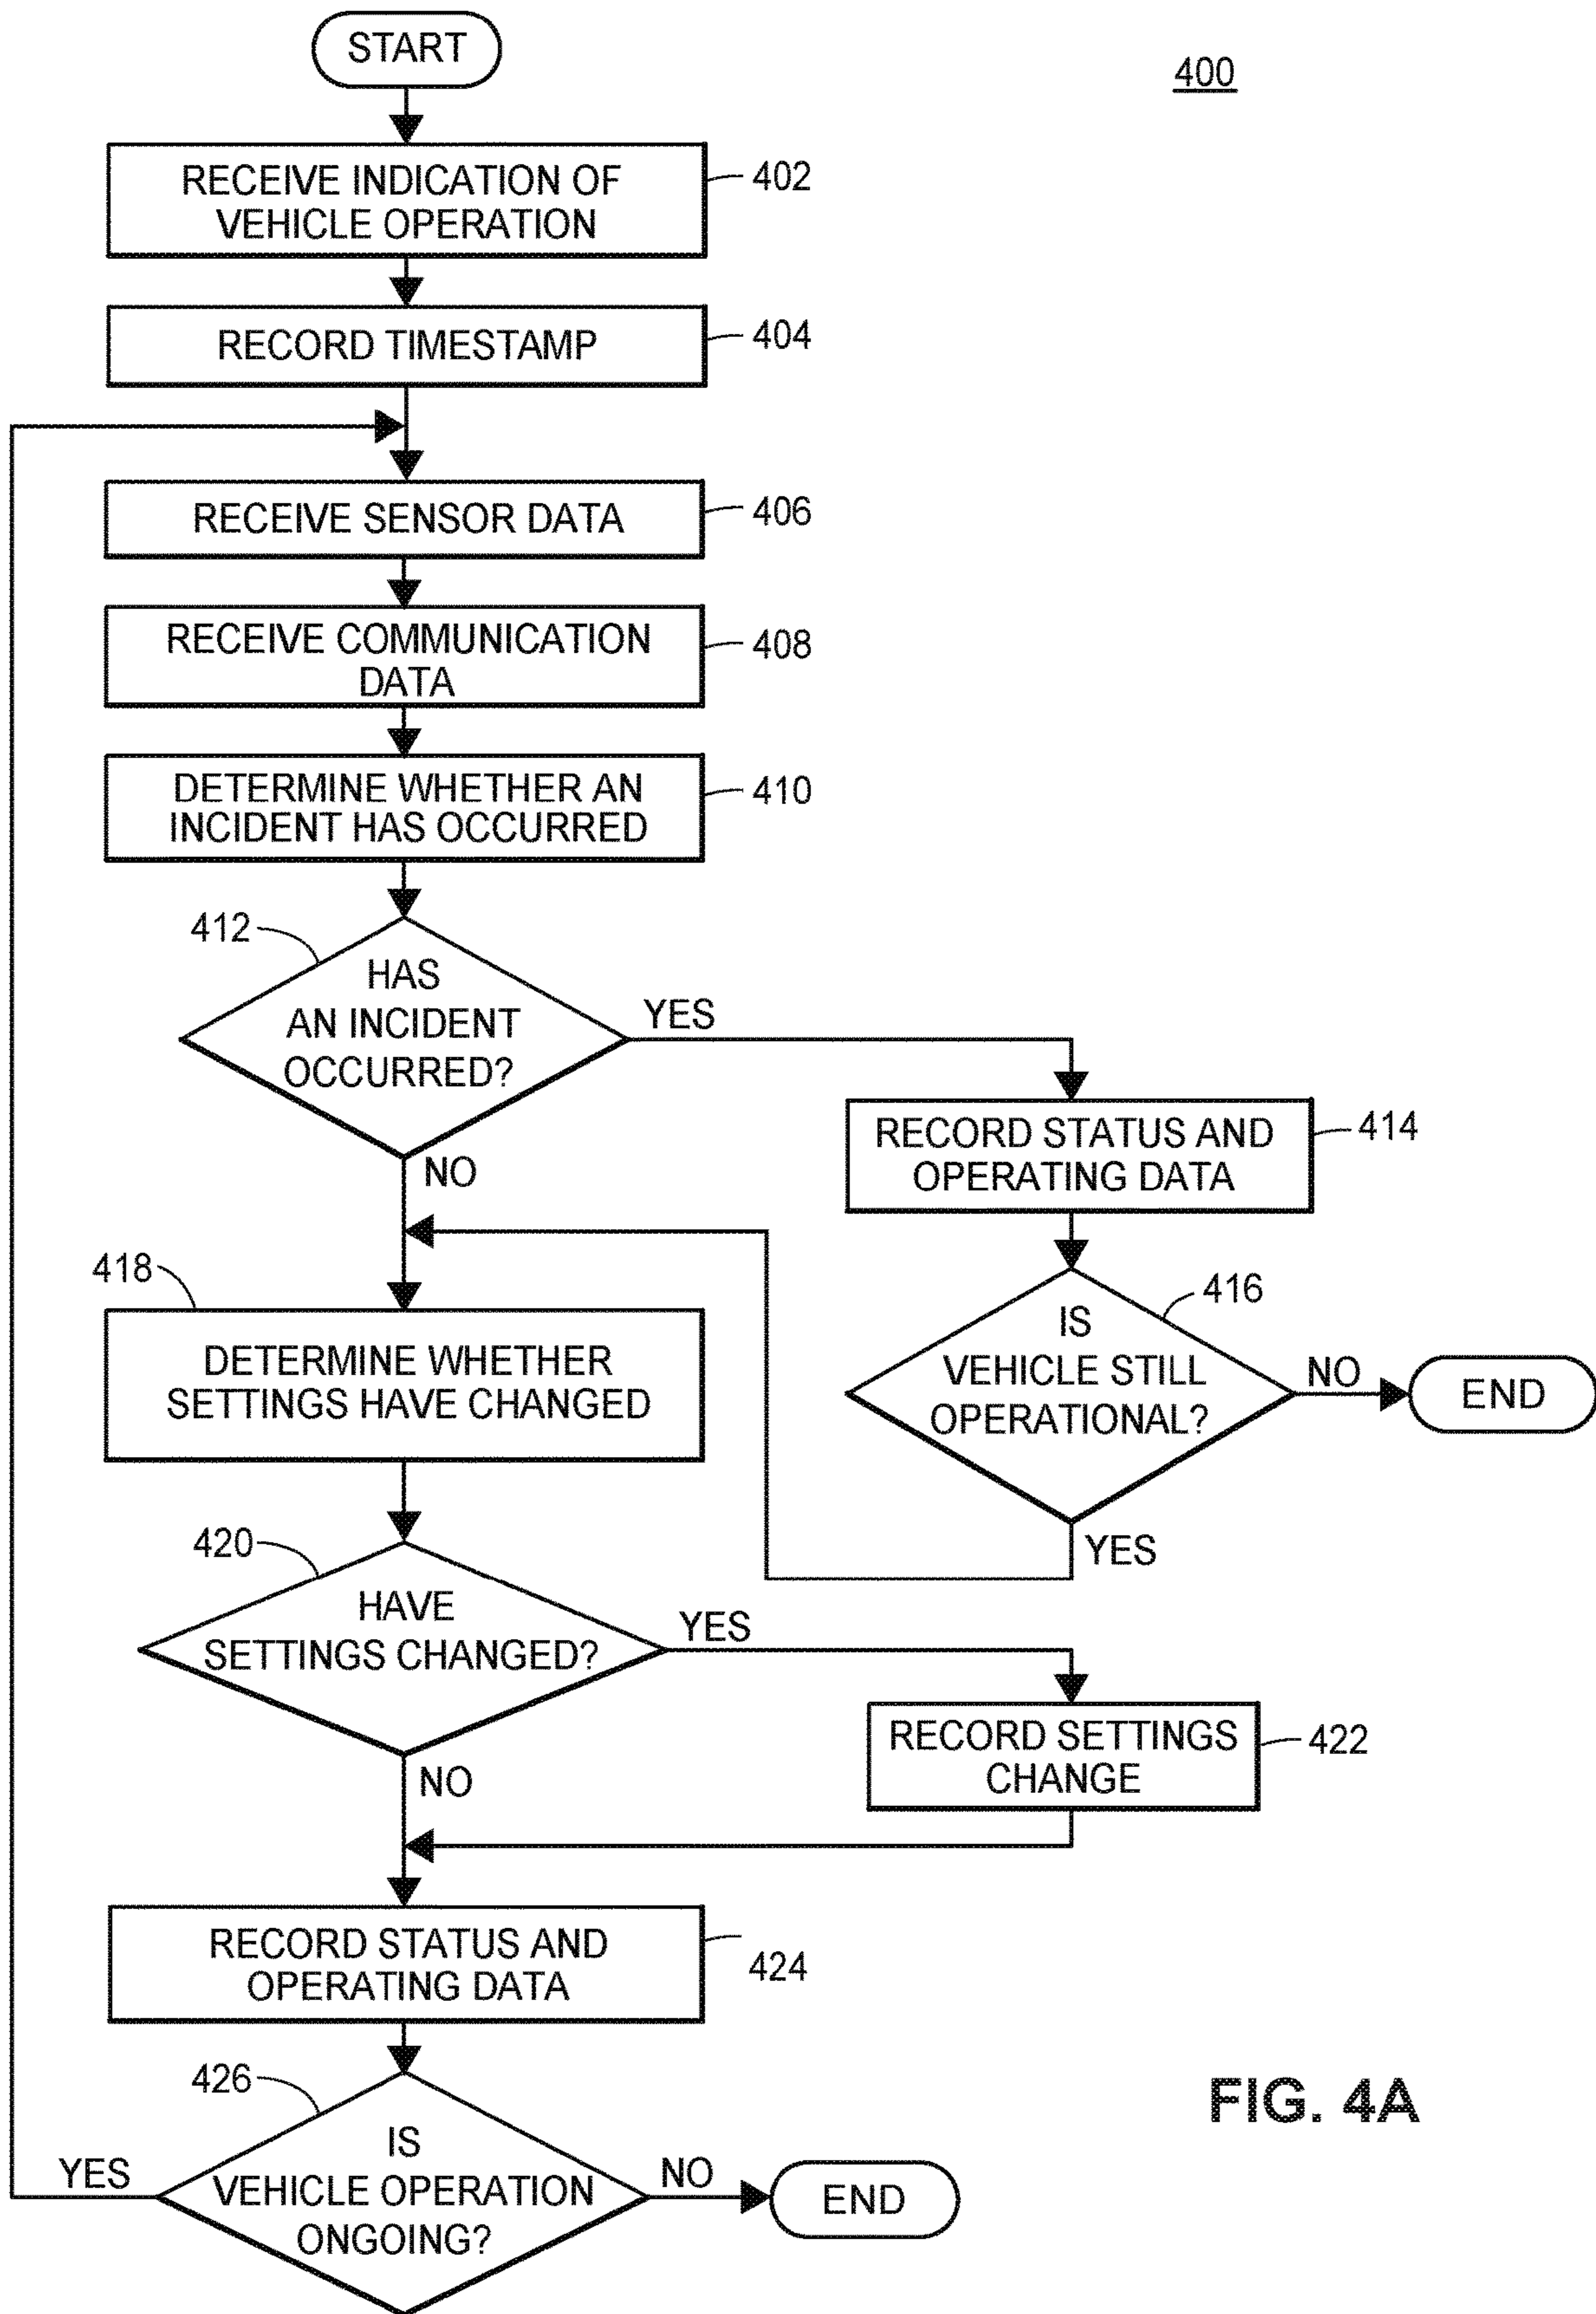 START
400
RECEIVE INDICATION OF
VEHICLE OPERATION
402
RECORD TIMESTAMP
404
RECEIVE SENSOR DATA
406
RECEIVE COMMUNICATION
DATA
408
DETERMINE WHETHER AN
INCIDENT HAS OCCURRED
410
412
HAS
AN INCIDENT
OCCURRED?
YES
NO
RECORD STATUS AND
OPERATING DATA
414
416
IS
VEHICLE STILL
OPERATIONAL?
NO
END
YES
418
DETERMINE WHETHER
SETTINGS HAVE CHANGED
420
HAVE
SETTINGS CHANGED?
YES
NO
RECORD SETTINGS
CHANGE
422
RECORD STATUS AND
OPERATING DATA
424
426
IS
VEHICLE OPERATION
ONGOING?
YES
NO
END
FIG. 4A